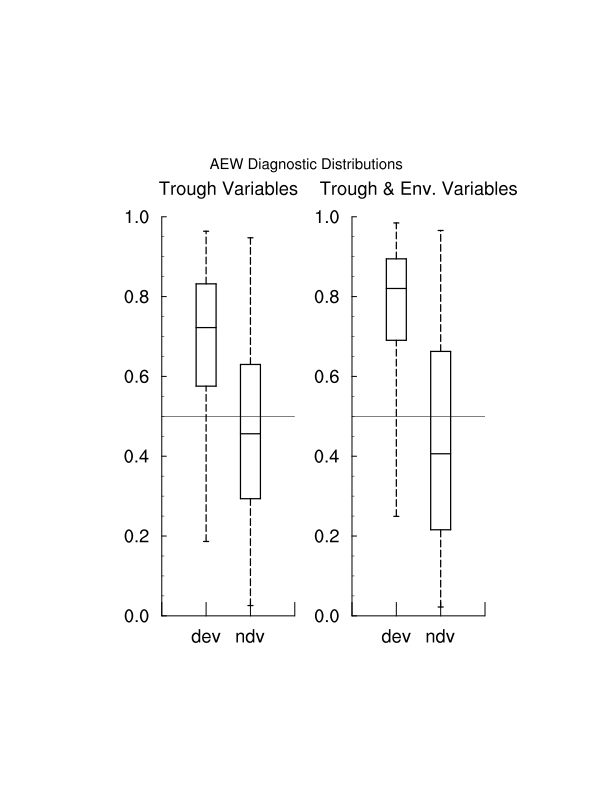 AEW Diagnostic Distributions
Trough Variables
Trough & Env. Variables
1.0
0.8
0.6
0.4
0.2
0.0
dev ndv
1.0
0.8
0.6
0.4
0.2
0.0
dev ndv